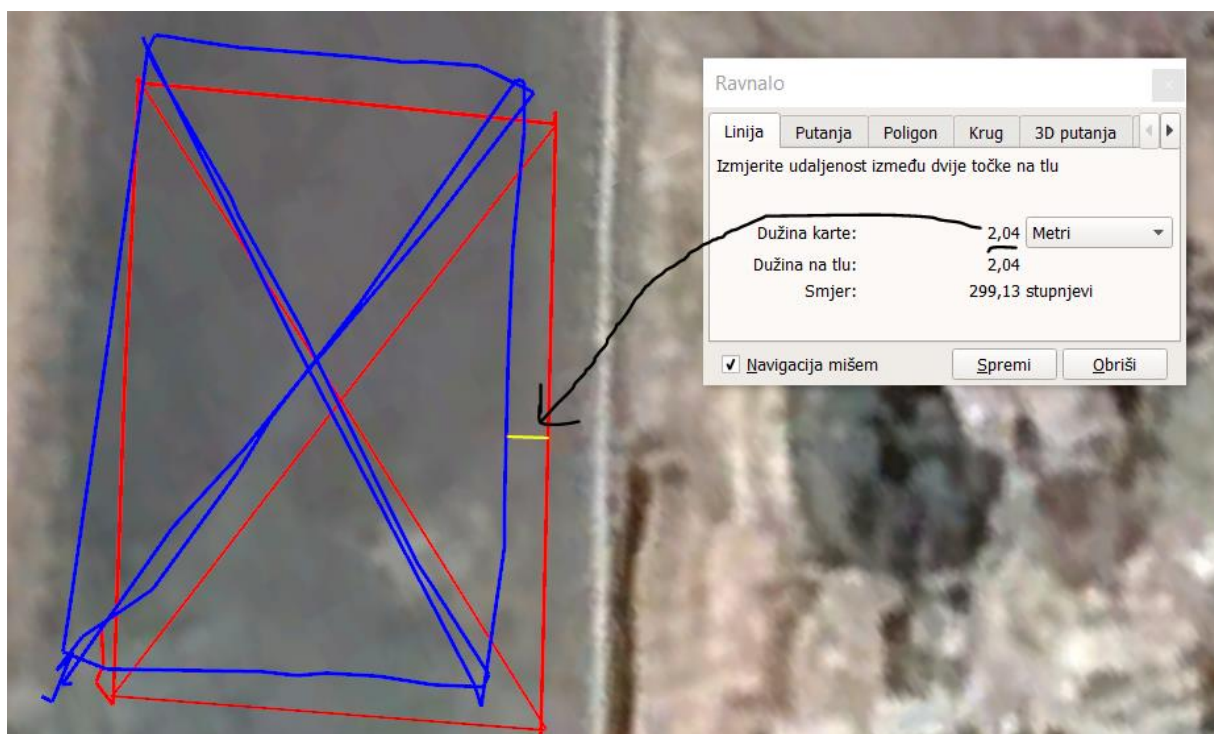 Ravnalo
Linija Putanja Poligon Krug 3D putanja
Izmjerite udaljenost između dvije točke na tlu
Dužina karte: 2,04 Metri
Dužina na tlu: 2,04
Smjer: 299,13 stupnjevi
Navigacija mišem Spremi Obriši